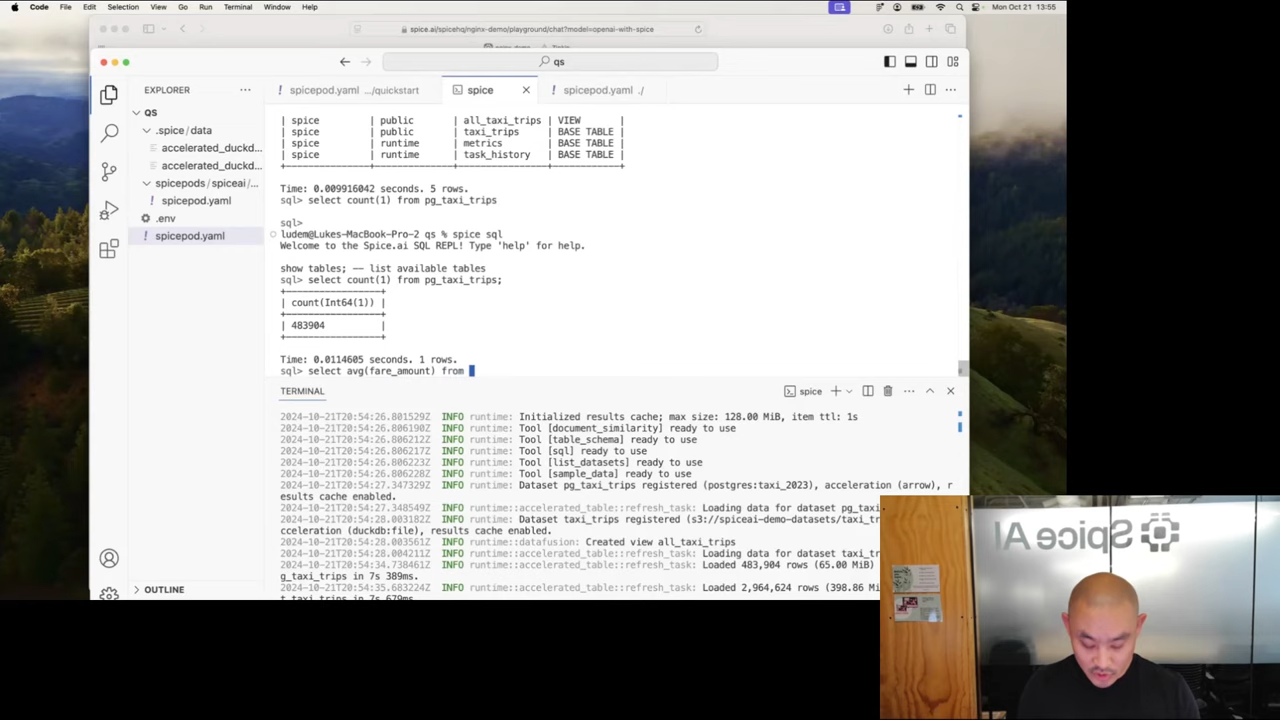 Code File Edit Selection View Go Run Terminal Window Help Mon Oct 21 13:55
spice.ai/spicehq/nginx-demo/playground/chat?model=openai-with-spice
qs
EXPLORER
QS
.spice/data
accelerated_duckd...
accelerated_duckd...
spicepods/spiceai/...
spicepod.yaml
.env
spicepod.yaml
OUTLINE
spicepod.yaml .../quickstart spice spicepod.yaml ./
| spice | public | all_taxi_trips | VIEW |
| spice | public | taxi_trips | BASE TABLE |
| spice | runtime | metrics | BASE TABLE |
| spice | runtime | task_history | BASE TABLE |
Time: 0.009916042 seconds. 5 rows.
sql> select count(1) from pg_taxi_trips
sql>
ludem@Lukes-MacBook-Pro-2 qs % spice sql
Welcome to the Spice.ai SQL REPL! Type 'help' for help.
show tables; -- list available tables
sql> select count(1) from pg_taxi_trips;
| count(Int64(1)) |
| 483904 |
Time: 0.0114605 seconds. 1 rows.
sql> select avg(fare_amount) from
TERMINAL spice
2024-10-21T20:54:26.801529Z INFO runtime: Initialized results cache; max size: 128.00 MiB, item ttl: 1s
2024-10-21T20:54:26.806190Z INFO runtime: Tool [document_similarity] ready to use
2024-10-21T20:54:26.806212Z INFO runtime: Tool [table_schema] ready to use
2024-10-21T20:54:26.806217Z INFO runtime: Tool [sql] ready to use
2024-10-21T20:54:26.806223Z INFO runtime: Tool [list_datasets] ready to use
2024-10-21T20:54:26.806228Z INFO runtime: Tool [sample_data] ready to use
2024-10-21T20:54:27.347329Z INFO runtime: Dataset pg_taxi_trips registered (postgres:taxi_2023), acceleration (arrow), r
esults cache enabled.
2024-10-21T20:54:27.348549Z INFO runtime::accelerated_table::refresh_task: Loading data for dataset pg_taxi
2024-10-21T20:54:28.003182Z INFO runtime: Dataset taxi_trips registered (s3://spiceai-demo-datasets/taxi_tr
cceleration (duckdb:file), results cache enabled.
2024-10-21T20:54:28.003561Z INFO runtime::datafusion: Created view all_taxi_trips
2024-10-21T20:54:28.004211Z INFO runtime::accelerated_table::refresh_task: Loading data for dataset taxi_tr
2024-10-21T20:54:34.738461Z INFO runtime::accelerated_table::refresh_task: Loaded 483,904 rows (65.00 MiB)
g_taxi_trips in 7s 389ms.
2024-10-21T20:54:35.683224Z INFO runtime::accelerated_table::refresh_task: Loaded 2,964,624 rows (398.86 Mi
t taxi_trips in 7s 679ms.
Spice AI